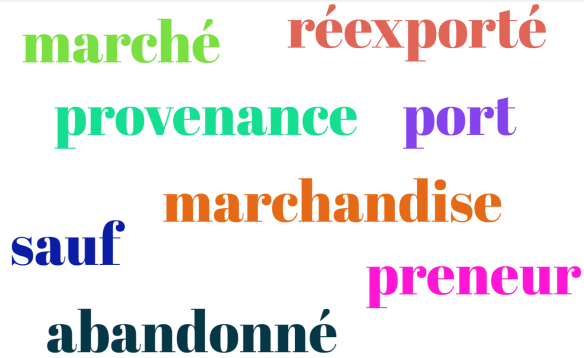 marché
réexporté
provenance
port
marchandise
sauf
preneur
abandonné